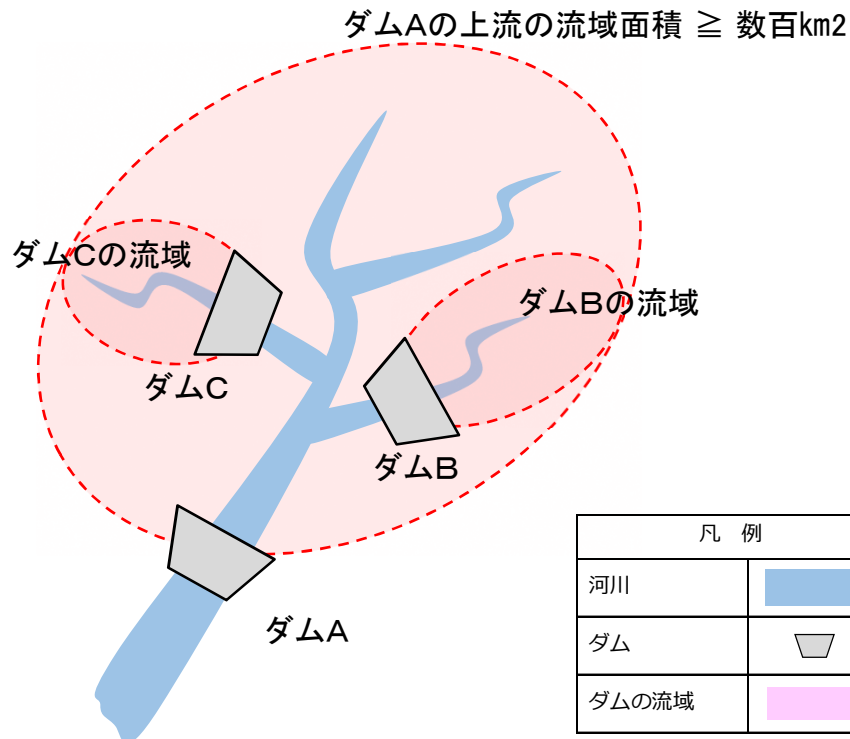 ダムAの上流の流域面積 ≧ 数百km2
ダムCの流域
ダムBの流域
ダムC
ダムB
ダムA
凡 例
河川
ダム
ダムの流域